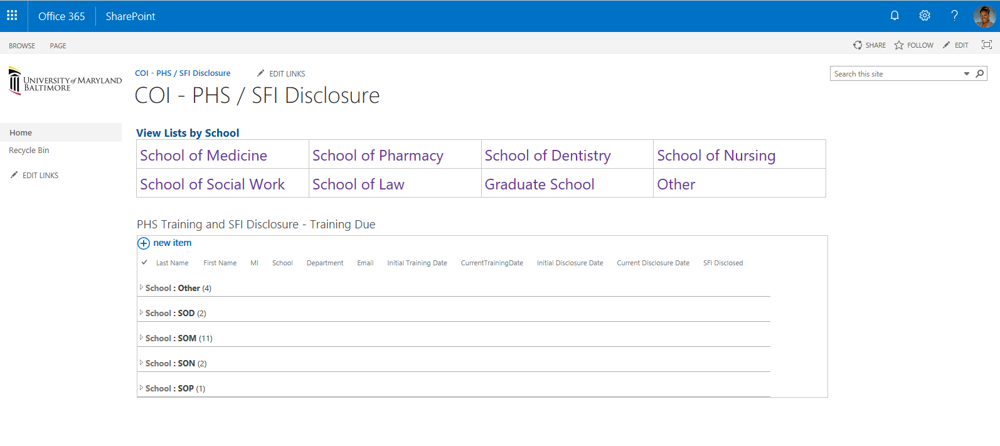 Office 365 SharePoint
BROWSE PAGE SHARE FOLLOW EDIT
UNIVERSITY of MARYLAND
BALTIMORE
COI - PHS / SFI Disclosure EDIT LINKS
Search this site
COI - PHS / SFI Disclosure
Home
Recycle Bin
EDIT LINKS
View Lists by School
School of Medicine School of Pharmacy School of Dentistry School of Nursing
School of Social Work School of Law Graduate School Other
PHS Training and SFI Disclosure - Training Due
new item
Last Name First Name MI School Department Email Initial Training Date CurrentTrainingDate Initial Disclosure Date Current Disclosure Date SFI Disclosed
School : Other (4)
School : SOD (2)
School : SOM (11)
School : SON (2)
School : SOP (1)